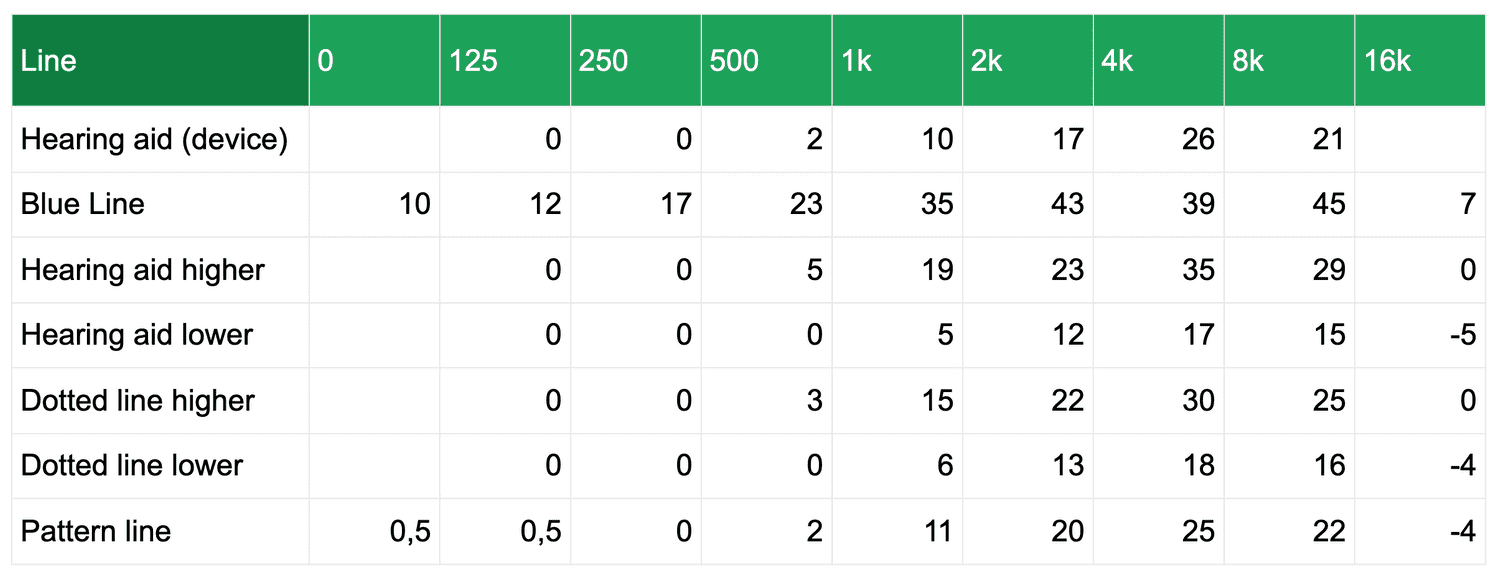 Line 0 125 250 500 1k 2k 4k 8k 16k
Hearing aid (device) 0 0 2 10 17 26 21
Blue Line 10 12 17 23 35 43 39 45 7
Hearing aid higher 0 0 5 19 23 35 29 0
Hearing aid lower 0 0 0 5 12 17 15 -5
Dotted line higher 0 0 3 15 22 30 25 0
Dotted line lower 0 0 0 6 13 18 16 -4
Pattern line 0,5 0,5 0 2 11 20 25 22 -4